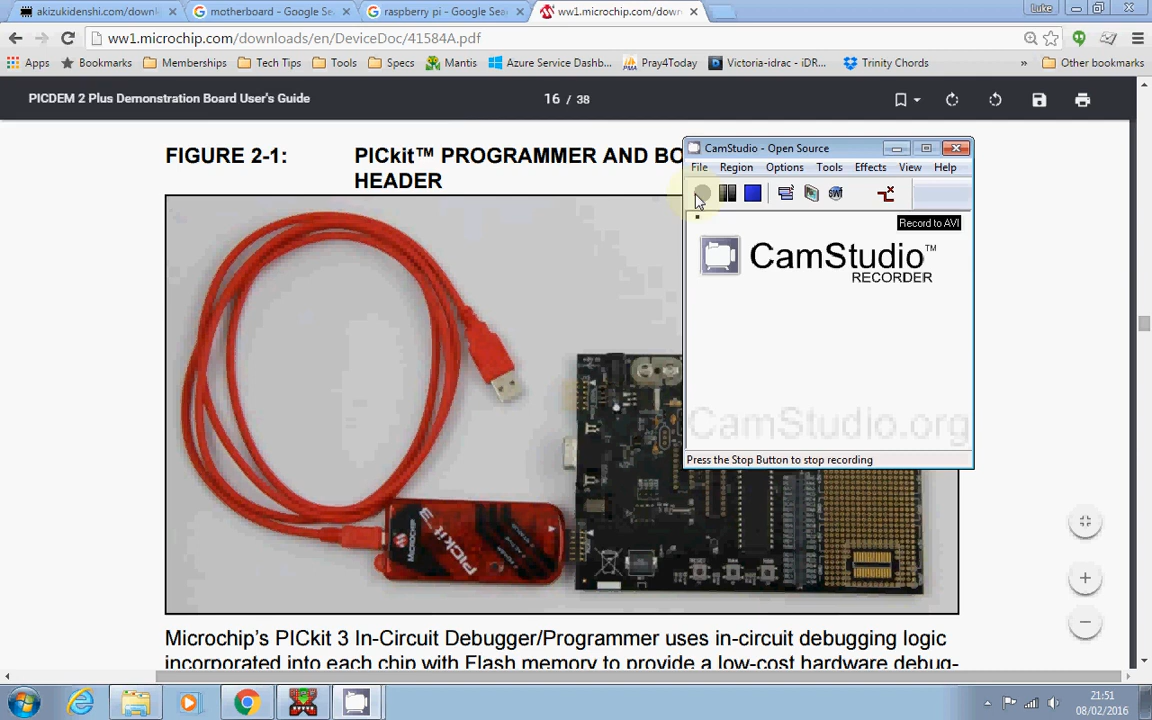 akizukidenshi.com/downl
motherboard - Google Se
raspberry pi - Google Sea
ww1.microchip.com/down
Luke
ww1.microchip.com/downloads/en/DeviceDoc/41584A.pdf
Apps
Bookmarks
Memberships
Tech Tips
Tools
Specs
Mantis
Azure Service Dashb...
Pray4Today
Victoria-idrac - iDR...
Trinity Chords
»
Other bookmarks
PICDEM 2 Plus Demonstration Board User's Guide
16 / 38
FIGURE 2-1: PICkit™ PROGRAMMER AND BO
HEADER
CamStudio - Open Source
File Region Options Tools Effects View Help
Record to AVI
CamStudio™
RECORDER
CamStudio.org
Press the Stop Button to stop recording
MICROCHIP
PICkit 3
Microchip's PICkit 3 In-Circuit Debugger/Programmer uses in-circuit debugging logic
incorporated into each chip with Flash memory to provide a low-cost hardware debug-
21:51
08/02/2016